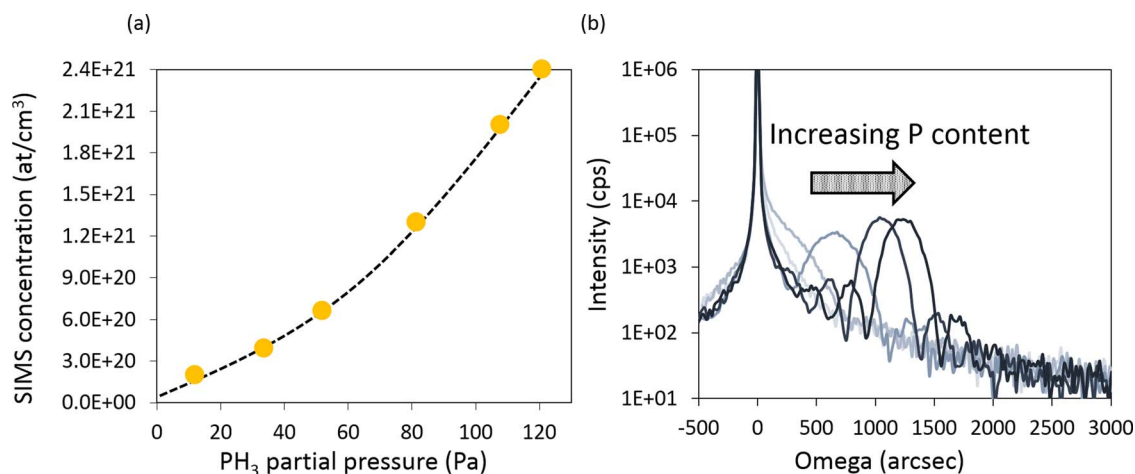 (a)
SIMS concentration (at/cm³)
2.4E+21
2.1E+21
1.8E+21
1.5E+21
1.2E+21
9.0E+20
6.0E+20
3.0E+20
0.0E+00
0 20 40 60 80 100 120
PH₃ partial pressure (Pa)
(b)
Intensity (cps)
1E+06
1E+05
1E+04
1E+03
1E+02
1E+01
Increasing P content
-500 0 500 1000 1500 2000 2500 3000
Omega (arcsec)